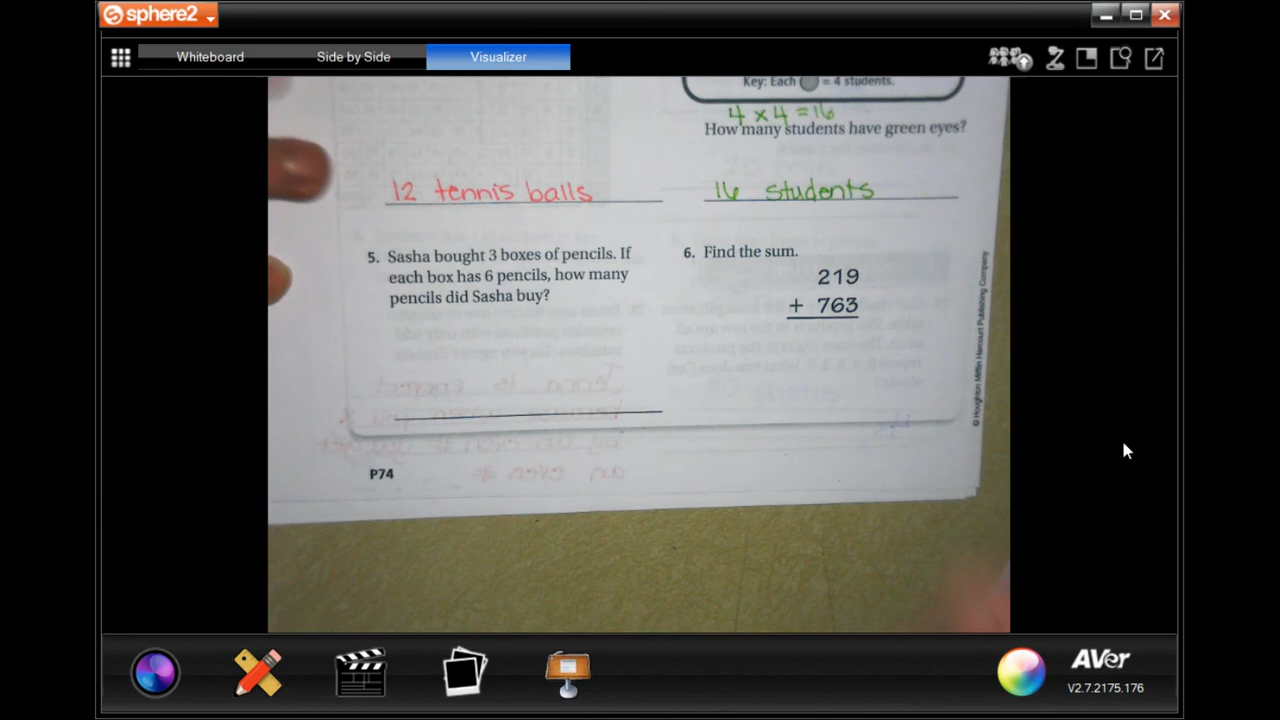 sphere2
Whiteboard Side by Side Visualizer
Key: Each = 4 students.
4 x 4 = 16
How many students have green eyes?
12 tennis balls
16 students
5. Sasha bought 3 boxes of pencils. If
each box has 6 pencils, how many
pencils did Sasha buy?
6. Find the sum.
219
+ 763
© Houghton Mifflin Harcourt Publishing Company
P74
AVer
V2.7.2175.176